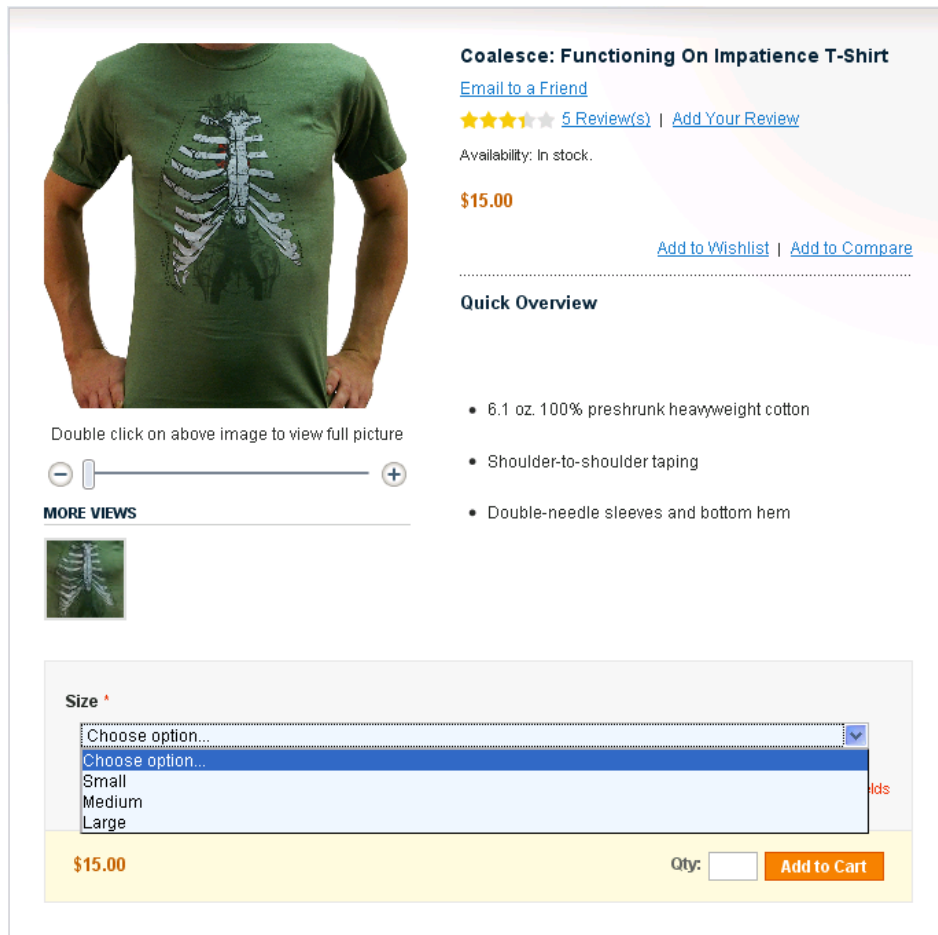 Coalesce: Functioning On Impatience T-Shirt
Email to a Friend
5 Review(s) | Add Your Review
Availability: In stock.
$15.00
Add to Wishlist | Add to Compare
Quick Overview
6.1 oz. 100% preshrunk heavyweight cotton
Shoulder-to-shoulder taping
Double-needle sleeves and bottom hem
Double click on above image to view full picture
MORE VIEWS
Size *
Choose option...
Choose option...
Small
Medium
Large
$15.00
Qty:
Add to Cart